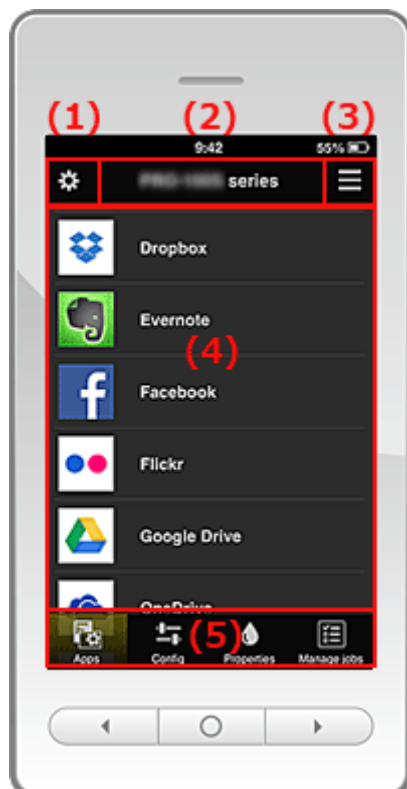 (1) (2) (3)
9:42 55%
series
Dropbox
Evernote
(4)
Facebook
Flickr
Google Drive
OneDrive
(5)
Apps Config Properties Manage jobs